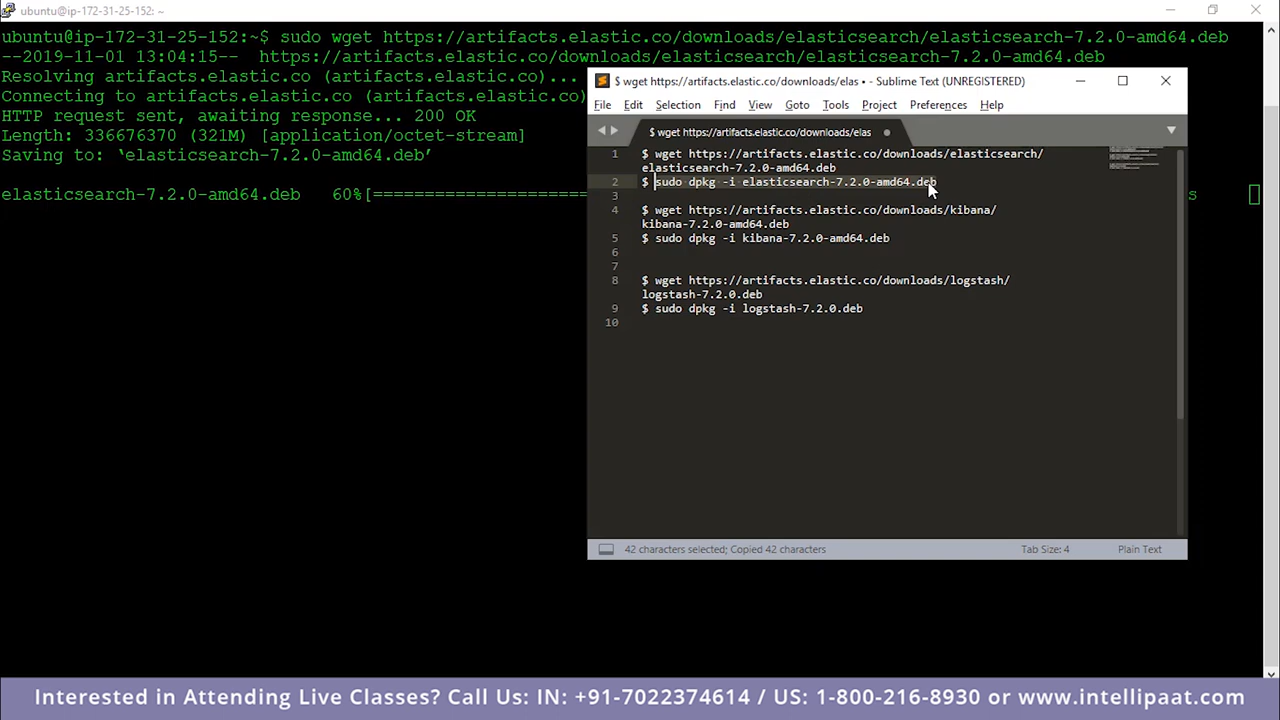 ubuntu@ip-172-31-25-152: ~
ubuntu@ip-172-31-25-152:~$ sudo wget https://artifacts.elastic.co/downloads/elasticsearch/elasticsearch-7.2.0-amd64.deb
--2019-11-01 13:04:15-- https://artifacts.elastic.co/downloads/elasticsearch/elasticsearch-7.2.0-amd64.deb
Resolving artifacts.elastic.co (artifacts.elastic.co)...
Connecting to artifacts.elastic.co (artifacts.elastic.co)
HTTP request sent, awaiting response... 200 OK
Length: 336676370 (321M) [application/octet-stream]
Saving to: ‘elasticsearch-7.2.0-amd64.deb’
elasticsearch-7.2.0-amd64.deb 60%[===================== s
$ wget https://artifacts.elastic.co/downloads/elas • - Sublime Text (UNREGISTERED)
File Edit Selection Find View Goto Tools Project Preferences Help
$ wget https://artifacts.elastic.co/downloads/elas
1 $ wget https://artifacts.elastic.co/downloads/elasticsearch/
elasticsearch-7.2.0-amd64.deb
2 $ sudo dpkg -i elasticsearch-7.2.0-amd64.deb
3
4 $ wget https://artifacts.elastic.co/downloads/kibana/
kibana-7.2.0-amd64.deb
5 $ sudo dpkg -i kibana-7.2.0-amd64.deb
6
7
8 $ wget https://artifacts.elastic.co/downloads/logstash/
logstash-7.2.0.deb
9 $ sudo dpkg -i logstash-7.2.0.deb
10
42 characters selected; Copied 42 characters Tab Size: 4 Plain Text
Interested in Attending Live Classes? Call Us: IN: +91-7022374614 / US: 1-800-216-8930 or www.intellipaat.com